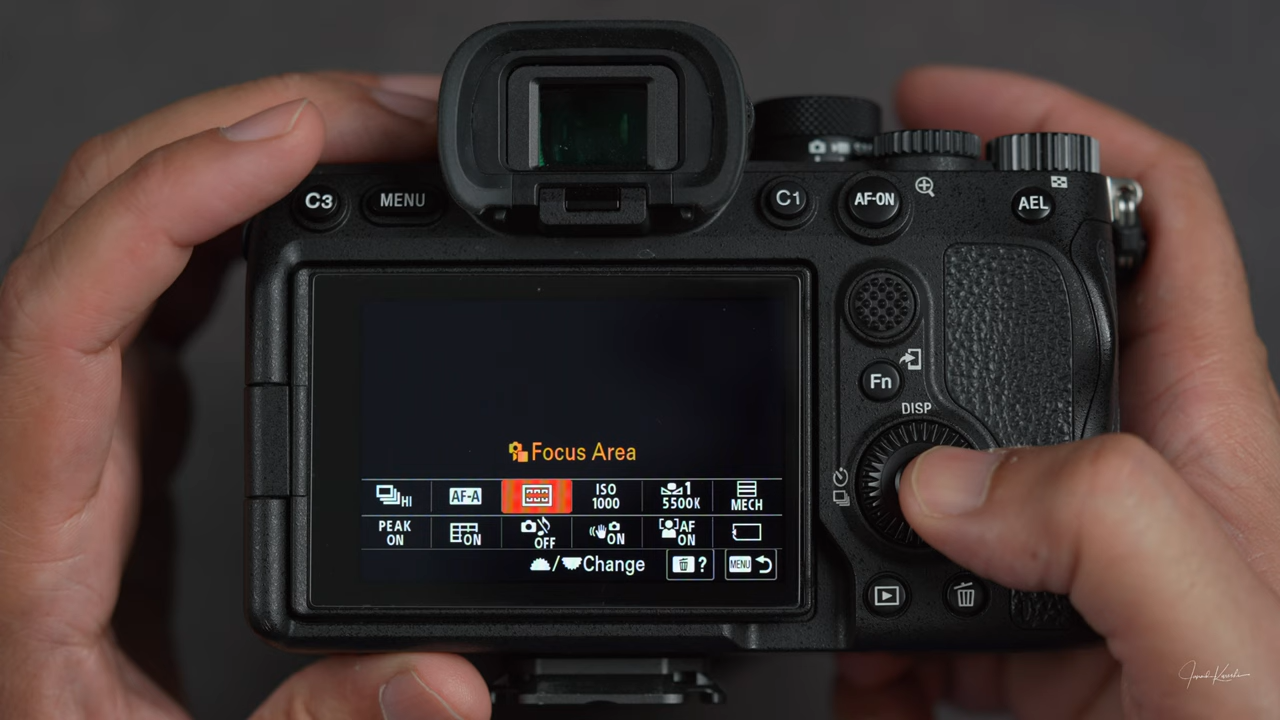 C3
MENU
C1
AF-ON
AEL
Fn
DISP
Focus Area
HI
AF-A
ISO
1000
1
5500K
MECH
PEAK
ON
ON
OFF
ON
AF
ON
/ Change
?
MENU